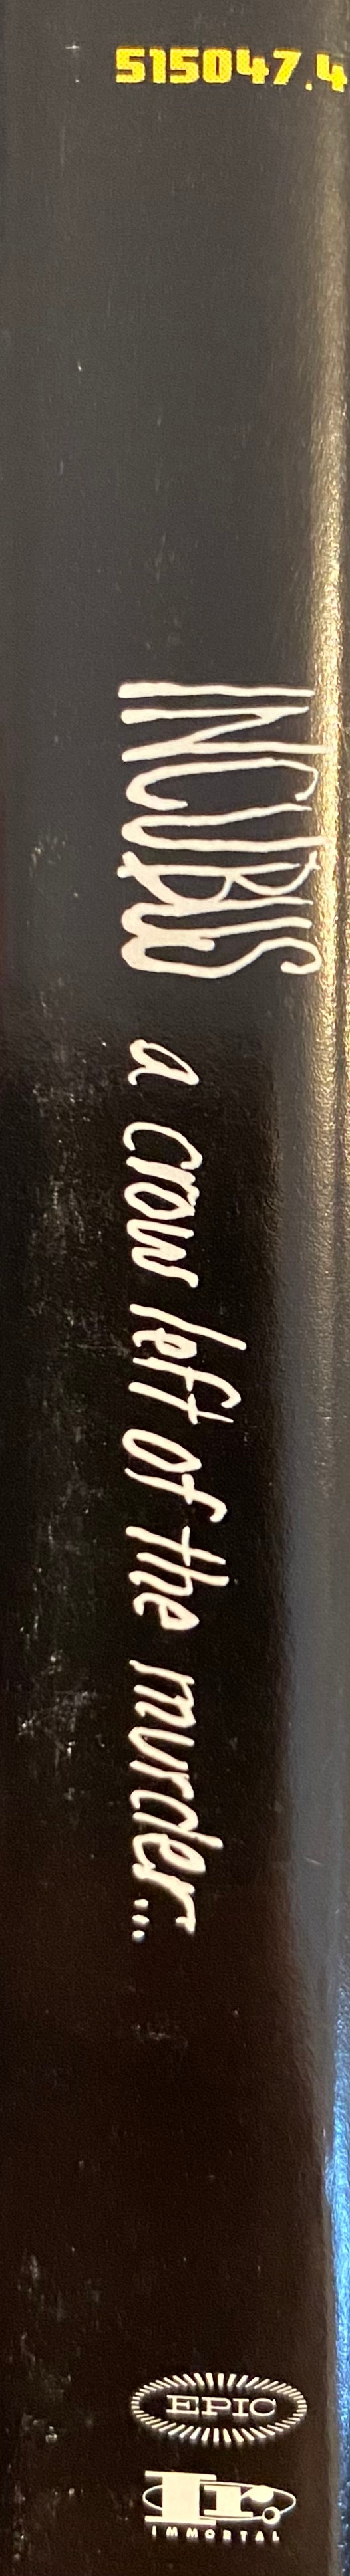 515047.4
INCUBUS
a crow left of the murder...
EPIC
IMMORTAL